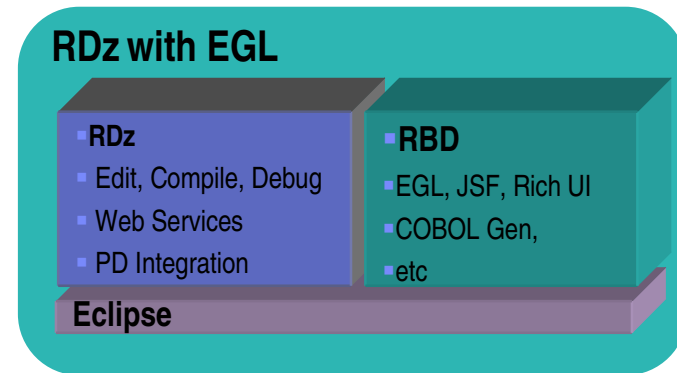 RDz with EGL
▪RDz
▪ Edit, Compile, Debug
▪ Web Services
▪ PD Integration
▪RBD
▪EGL, JSF, Rich UI
▪COBOL Gen,
▪etc
Eclipse